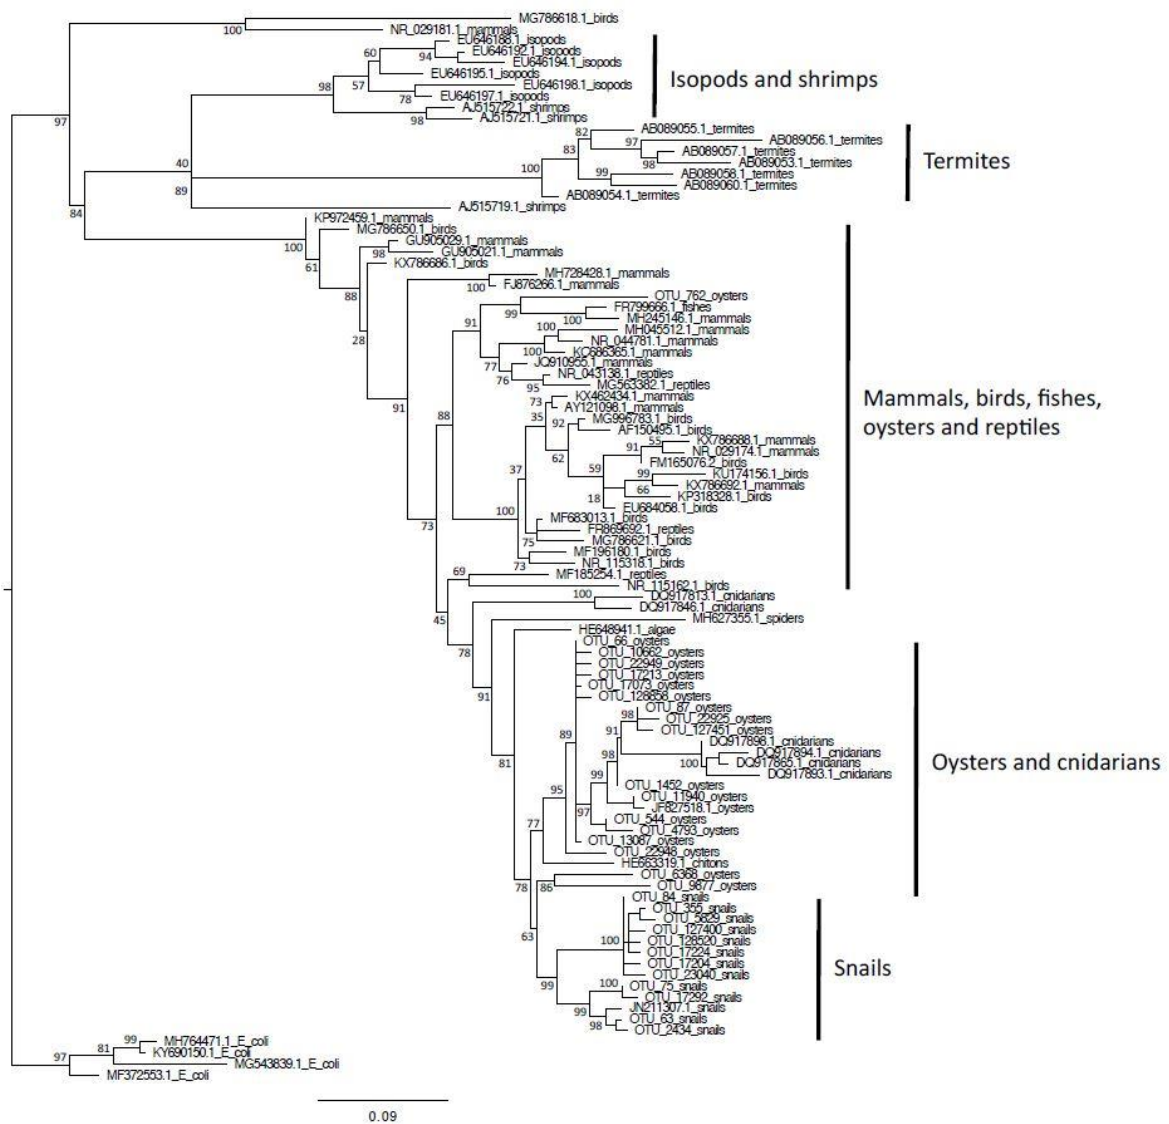 MG786618.1_birds
100
NR_029181.1_mammals
EU646188.1_isopods
60
EU646192.1_isopods
94
EU646194.1_isopods
EU646195.1_isopods
98
57
EU646198.1_isopods
Isopods and shrimps
78
EU646197.1_isopods
AJ515722.1_shrimps
98
AJ515721.1_shrimps
97
82
AB089055.1_termites
97
AB089056.1_termites
83
AB089057.1_termites
98
AB089053.1_termites
40
100
99
AB089058.1_termites
Termites
AB089060.1_termites
89
AB089054.1_termites
84
AJ515719.1_shrimps
KP972459.1_mammals
MG786650.1_birds
100
GU905029.1_mammals
98
GU905021.1_mammals
61
KX786686.1_birds
MH728428.1_mammals
100
FJ876266.1_mammals
88
OTU_762_oysters
99
FR799666.1_fishes
91
100
MH245146.1_mammals
28
100
MH045512.1_mammals
NR_044781.1_mammals
100
KC686365.1_mammals
77
JQ910955.1_mammals
76
NR_043138.1_reptiles
95
MG563382.1_reptiles
91
73
KX462434.1_mammals
AY121098.1_mammals
Mammals, birds, fishes,
oysters and reptiles
88
35
MG996783.1_birds
92
AF150495.1_birds
55
KX786688.1_mammals
91
NR_029174.1_mammals
62
FM165076.2_birds
37
59
99
KU174156.1_birds
66
KX786692.1_mammals
18
KP318328.1_birds
EU684058.1_birds
100
MF683013.1_birds
73
FR869692.1_reptiles
75
MG786621.1_birds
MF196180.1_birds
73
NR_115318.1_birds
69
MF185254.1_reptiles
NR_115162.1_birds
100
DQ917813.1_cnidarians
45
DQ917846.1_cnidarians
MH627355.1_spiders
HE648941.1_algae
78
OTU_66_oysters
OTU_10662_oysters
OTU_22949_oysters
OTU_17213_oysters
OTU_17073_oysters
91
OTU_128858_oysters
OTU_87_oysters
98
OTU_22925_oysters
91
OTU_127451_oysters
89
DQ917898.1_cnidarians
98
DQ917894.1_cnidarians
81
100
DQ917865.1_cnidarians
Oysters and cnidarians
99
DQ917893.1_cnidarians
OTU_1452_oysters
95
OTU_11940_oysters
97
JF827518.1_oysters
OTU_544_oysters
77
OTU_4793_oysters
OTU_13087_oysters
OTU_22948_oysters
HE663319.1_chitons
78
OTU_6368_oysters
86
OTU_9877_oysters
OTU_84_snails
OTU_355_snails
OTU_5829_snails
63
OTU_127400_snails
100
OTU_128520_snails
OTU_17224_snails
OTU_17204_snails
Snails
OTU_23040_snails
99
100
OTU_75_snails
OTU_17292_snails
99
JN211307.1_snails
OTU_63_snails
98
OTU_2434_snails
99
MH764471.1_E_coli
81
KY690150.1_E_coli
97
MG543839.1_E_coli
MF372553.1_E_coli
0.09